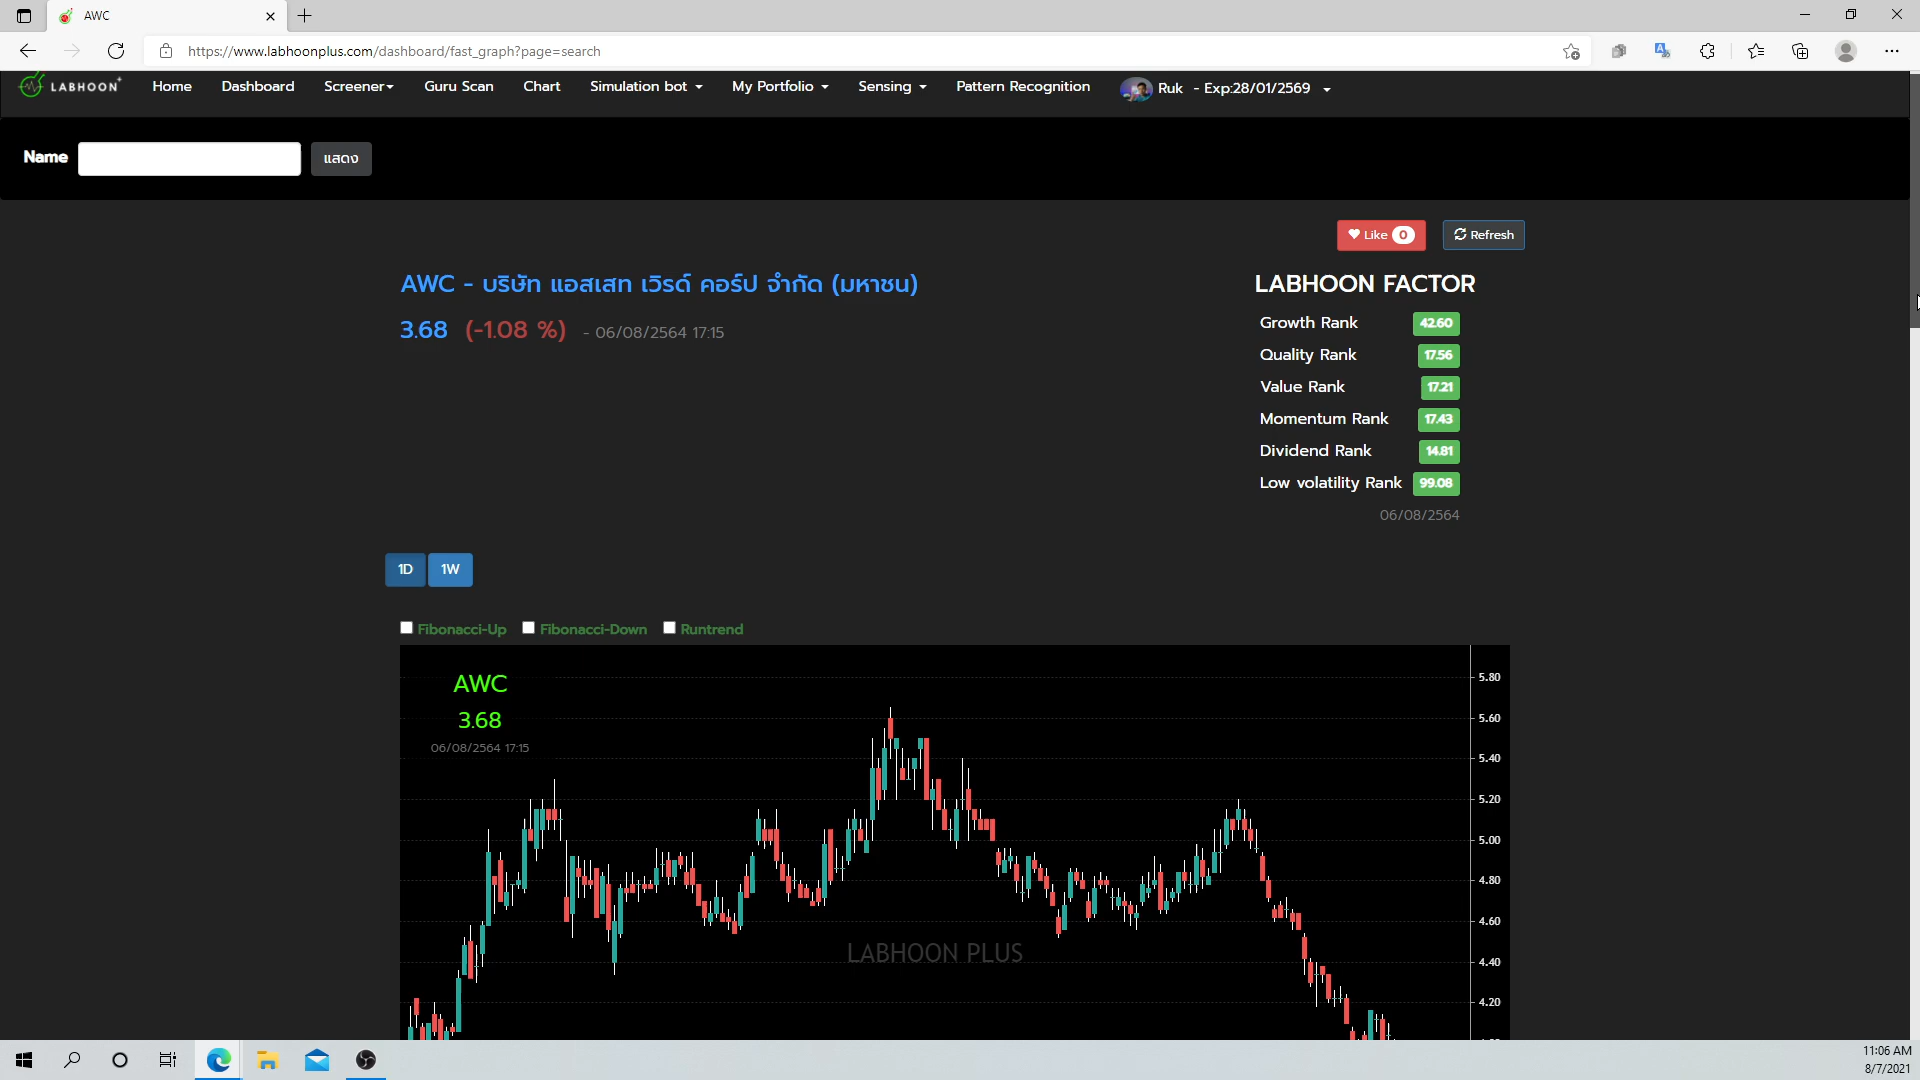 AWC
https://www.labhoonplus.com/dashboard/fast_graph?page=search
LABHOON+ Home Dashboard Screener Guru Scan Chart Simulation bot My Portfolio Sensing Pattern Recognition Ruk - Exp:28/01/2569
Name แสดง
Like 0 Refresh
AWC - บริษัท แอสเสท เวิรด์ คอร์ป จำกัด (มหาชน)
3.68 (-1.08 %) - 06/08/2564 17:15
LABHOON FACTOR
Growth Rank 42.60
Quality Rank 17.56
Value Rank 17.21
Momentum Rank 17.43
Dividend Rank 14.81
Low volatility Rank 99.08
06/08/2564
1D 1W
Fibonacci-Up Fibonacci-Down Runtrend
AWC
3.68
06/08/2564 17:15
5.80
5.60
5.40
5.20
5.00
4.80
4.60
4.40
4.20
LABHOON PLUS
11:06 AM
8/7/2021